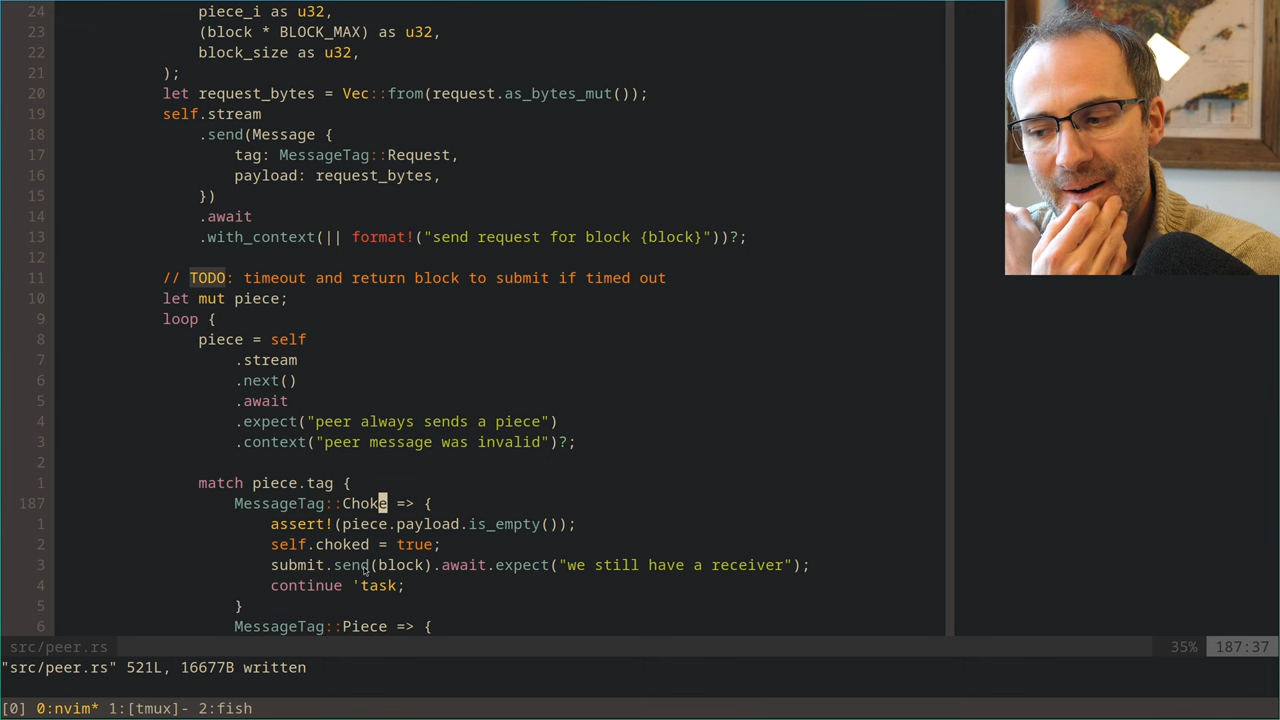 24 piece_i as u32,
23 (block * BLOCK_MAX) as u32,
22 block_size as u32,
21 );
20 let request_bytes = Vec::from(request.as_bytes_mut());
19 self.stream
18 .send(Message {
17 tag: MessageTag::Request,
16 payload: request_bytes,
15 })
14 .await
13 .with_context(|| format!("send request for block {block}"))?;
12
11 // TODO: timeout and return block to submit if timed out
10 let mut piece;
9 loop {
8 piece = self
7 .stream
6 .next()
5 .await
4 .expect("peer always sends a piece")
3 .context("peer message was invalid")?;
2
1 match piece.tag {
187 MessageTag::Choke => {
1 assert!(piece.payload.is_empty());
2 self.choked = true;
3 submit.send(block).await.expect("we still have a receiver");
4 continue 'task;
5 }
6 MessageTag::Piece => {
src/peer.rs 35% 187:37
"src/peer.rs" 521L, 16677B written
[0] 0:nvim* 1:[tmux]- 2:fish